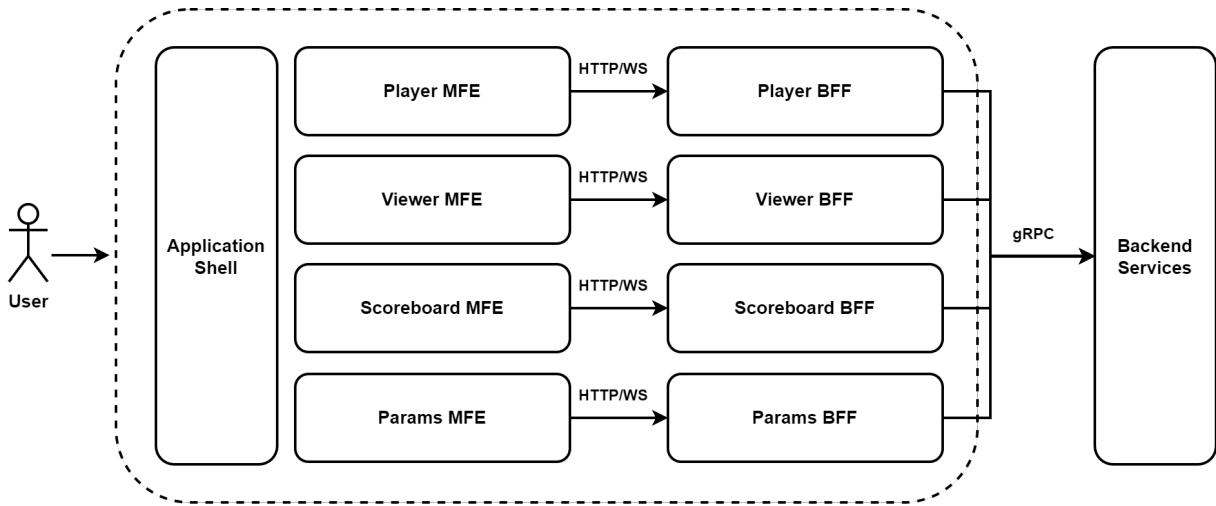 User
Application
Shell
Player MFE
HTTP/WS
Player BFF
Viewer MFE
HTTP/WS
Viewer BFF
Scoreboard MFE
HTTP/WS
Scoreboard BFF
Params MFE
HTTP/WS
Params BFF
gRPC
Backend
Services